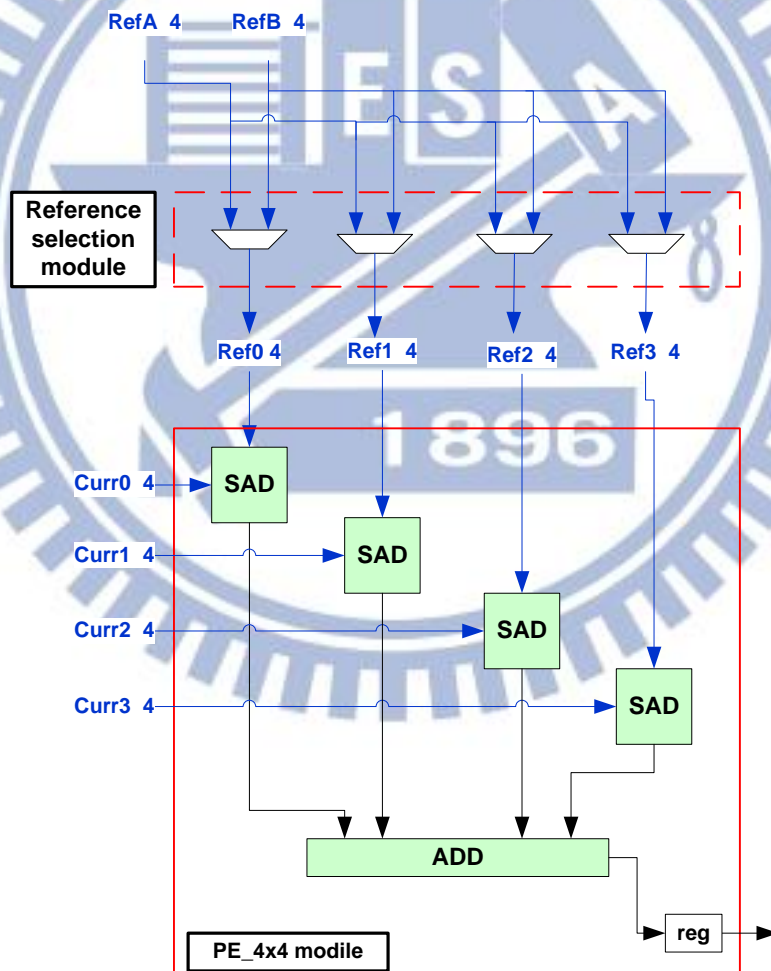 RefA 4 RefB 4
E S A
Reference
selection
module
8
Ref0 4 Ref1 4 Ref2 4 Ref3 4
1896
Curr0 4 SAD
Curr1 4 SAD
Curr2 4 SAD
Curr3 4 SAD
ADD
reg
PE_4x4 modile